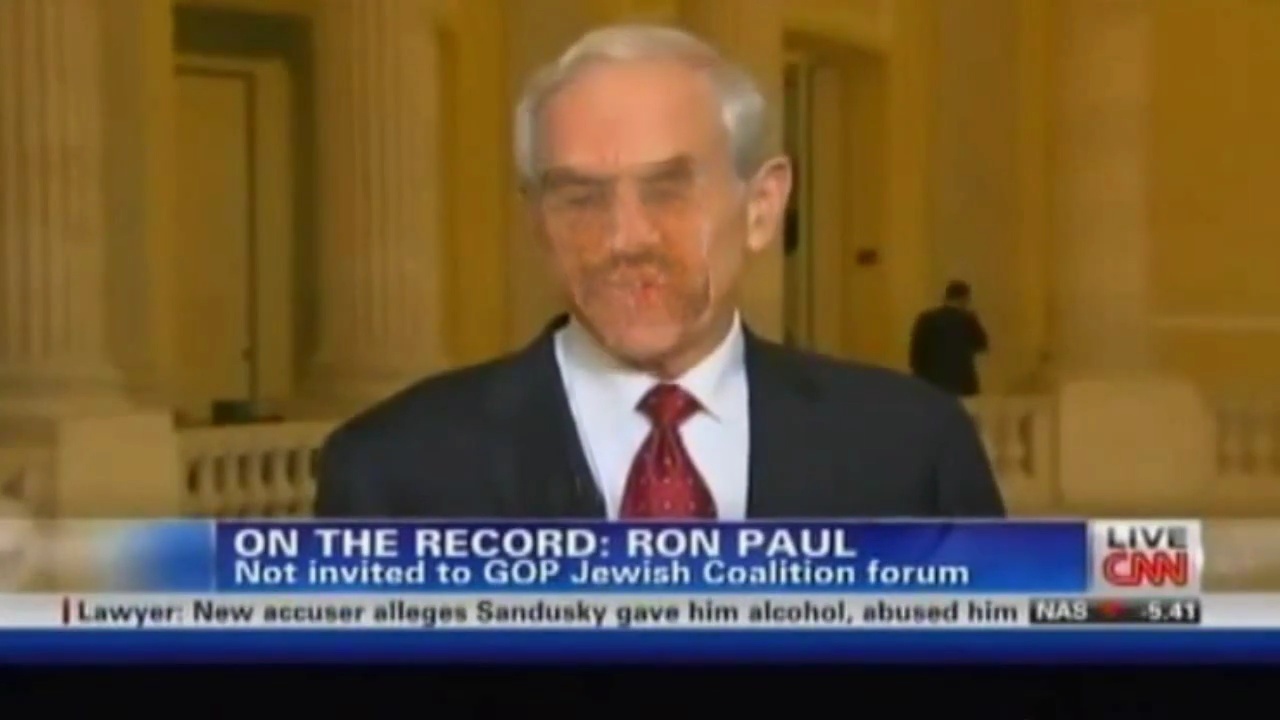 ON THE RECORD: RON PAUL
Not invited to GOP Jewish Coalition forum
LIVE
CNN
Lawyer: New accuser alleges Sandusky gave him alcohol, abused him
NAS -5.41